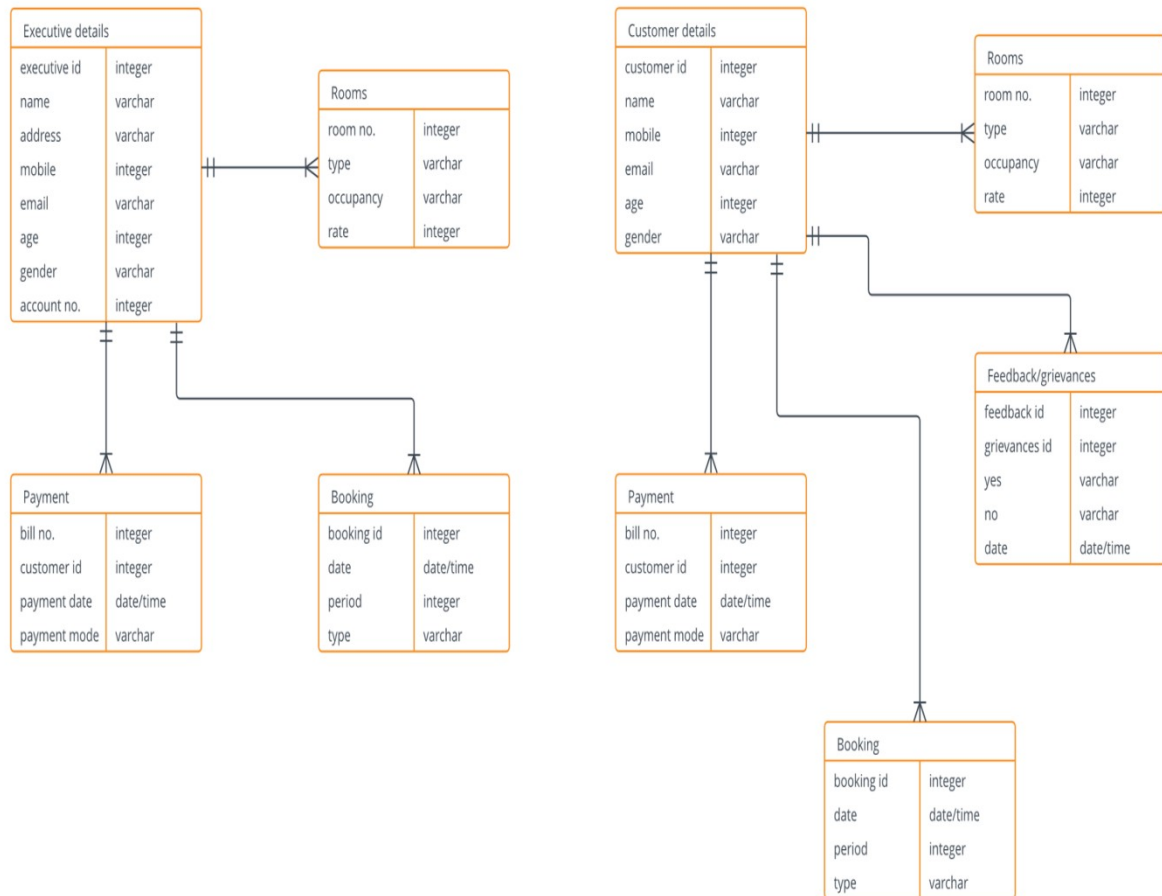 Executive details
executive id integer
name varchar
address varchar
mobile integer
email varchar
age integer
gender varchar
account no. integer
Rooms
room no. integer
type varchar
occupancy varchar
rate integer
Payment
bill no. integer
customer id integer
payment date date/time
payment mode varchar
Booking
booking id integer
date date/time
period integer
type varchar
Customer details
customer id integer
name varchar
mobile integer
email varchar
age integer
gender varchar
Rooms
room no. integer
type varchar
occupancy varchar
rate integer
Feedback/grievances
feedback id integer
grievances id integer
yes varchar
no varchar
date date/time
Payment
bill no. integer
customer id integer
payment date date/time
payment mode varchar
Booking
booking id integer
date date/time
period integer
type varchar